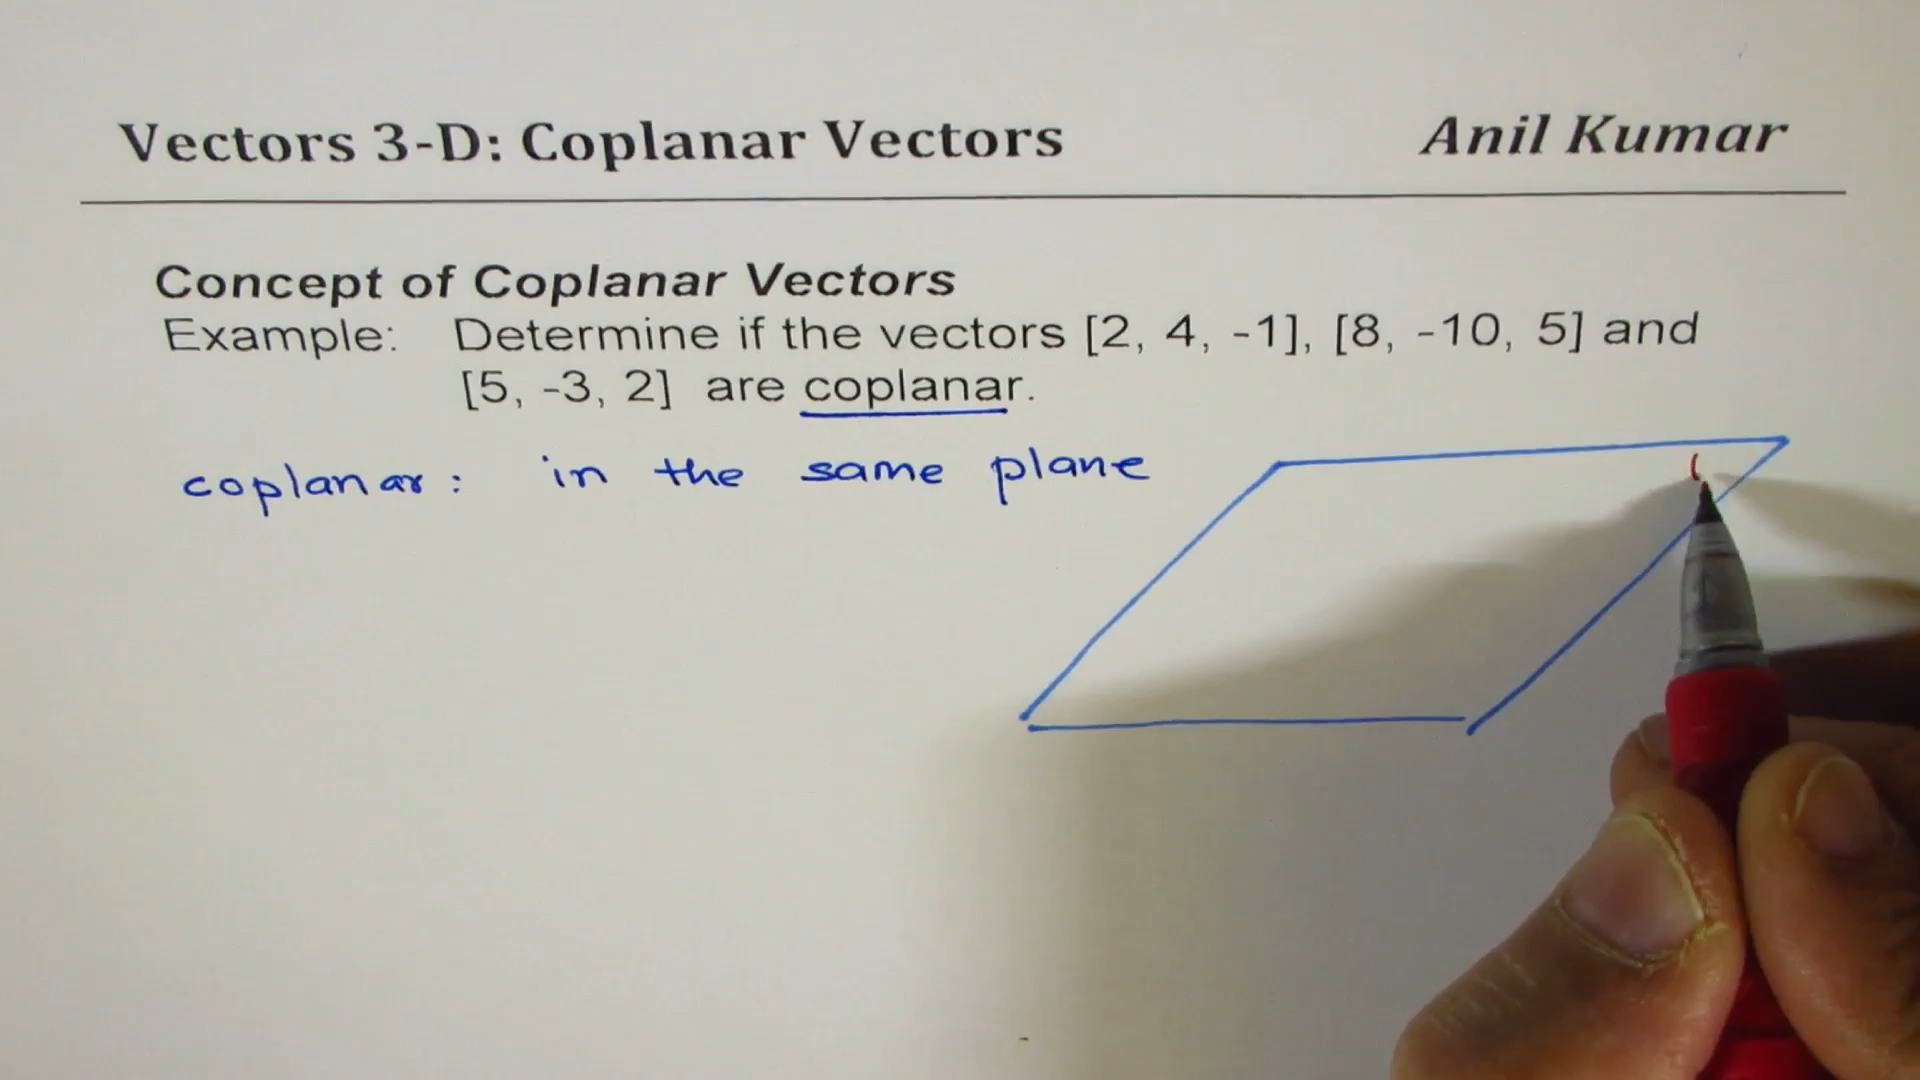 Vectors 3-D: Coplanar Vectors Anil Kumar
Concept of Coplanar Vectors
Example: Determine if the vectors [2, 4, -1], [8, -10, 5] and
[5, -3, 2] are coplanar.
coplanar: in the same plane